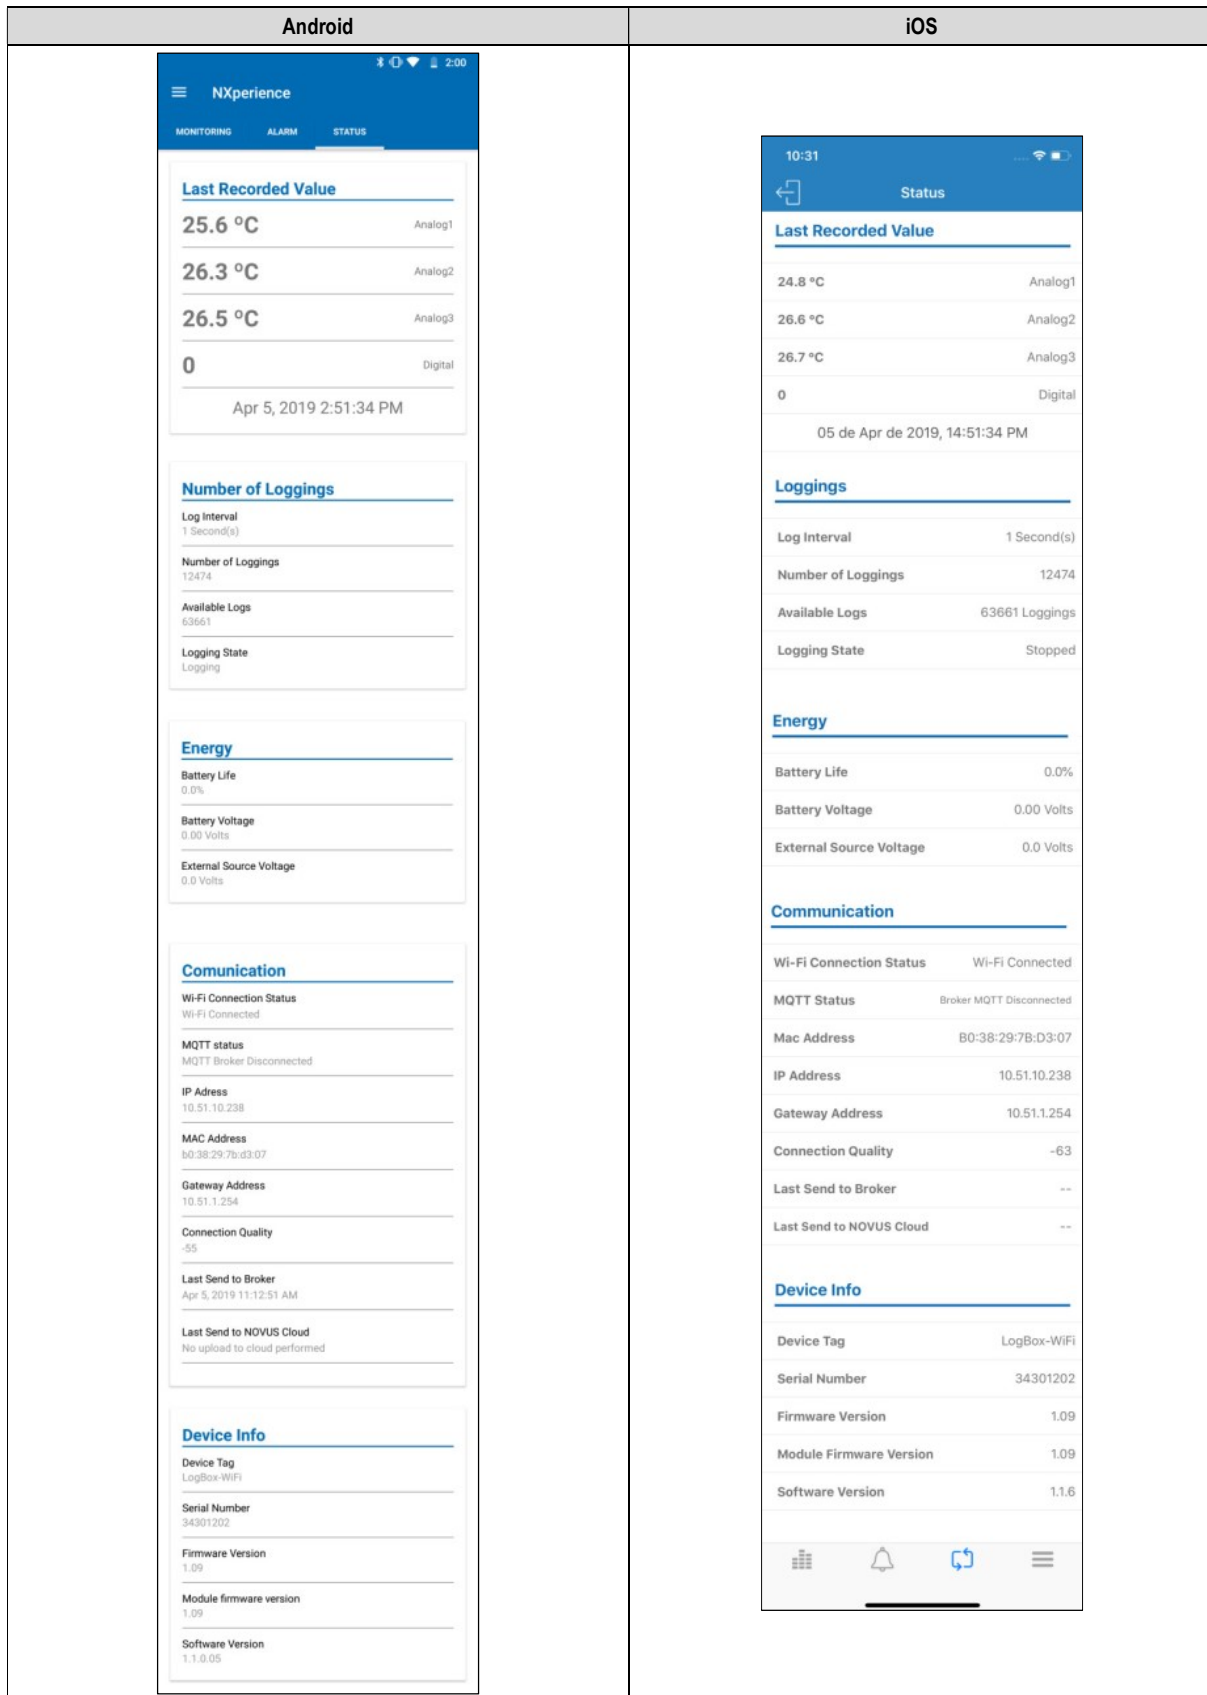 Android
iOS
2:00
NXperience
MONITORING ALARM STATUS
Last Recorded Value
25.6 ºC Analog1
26.3 ºC Analog2
26.5 ºC Analog3
0 Digital
Apr 5, 2019 2:51:34 PM
Number of Loggings
Log Interval
1 Second(s)
Number of Loggings
12474
Available Logs
63661
Logging State
Logging
Energy
Battery Life
0.0%
Battery Voltage
0.00 Volts
External Source Voltage
0.0 Volts
Comunication
Wi-Fi Connection Status
Wi-Fi Connected
MQTT status
MQTT Broker Disconnected
IP Adress
10.51.10.238
MAC Address
b0:38:29:7b:d3:07
Gateway Address
10.51.1.254
Connection Quality
-55
Last Send to Broker
Apr 5, 2019 11:12:51 AM
Last Send to NOVUS Cloud
No upload to cloud performed
Device Info
Device Tag
LogBox-WiFi
Serial Number
34301202
Firmware Version
1.09
Module firmware version
1.09
Software Version
1.1.0.05
10:31
Status
Last Recorded Value
24.8 ºC Analog1
26.6 ºC Analog2
26.7 ºC Analog3
0 Digital
05 de Apr de 2019, 14:51:34 PM
Loggings
Log Interval 1 Second(s)
Number of Loggings 12474
Available Logs 63661 Loggings
Logging State Stopped
Energy
Battery Life 0.0%
Battery Voltage 0.00 Volts
External Source Voltage 0.0 Volts
Communication
Wi-Fi Connection Status Wi-Fi Connected
MQTT Status Broker MQTT Disconnected
Mac Address B0:38:29:7B:D3:07
IP Address 10.51.10.238
Gateway Address 10.51.1.254
Connection Quality -63
Last Send to Broker --
Last Send to NOVUS Cloud --
Device Info
Device Tag LogBox-WiFi
Serial Number 34301202
Firmware Version 1.09
Module Firmware Version 1.09
Software Version 1.1.6